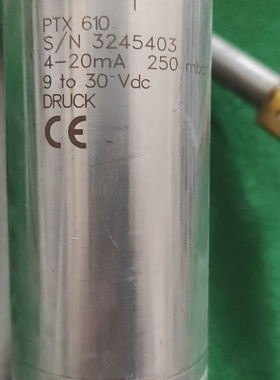 PTX 610
S/N 3245403
4-20mA 250 mbar
9 to 30 Vdc
DRUCK
CE